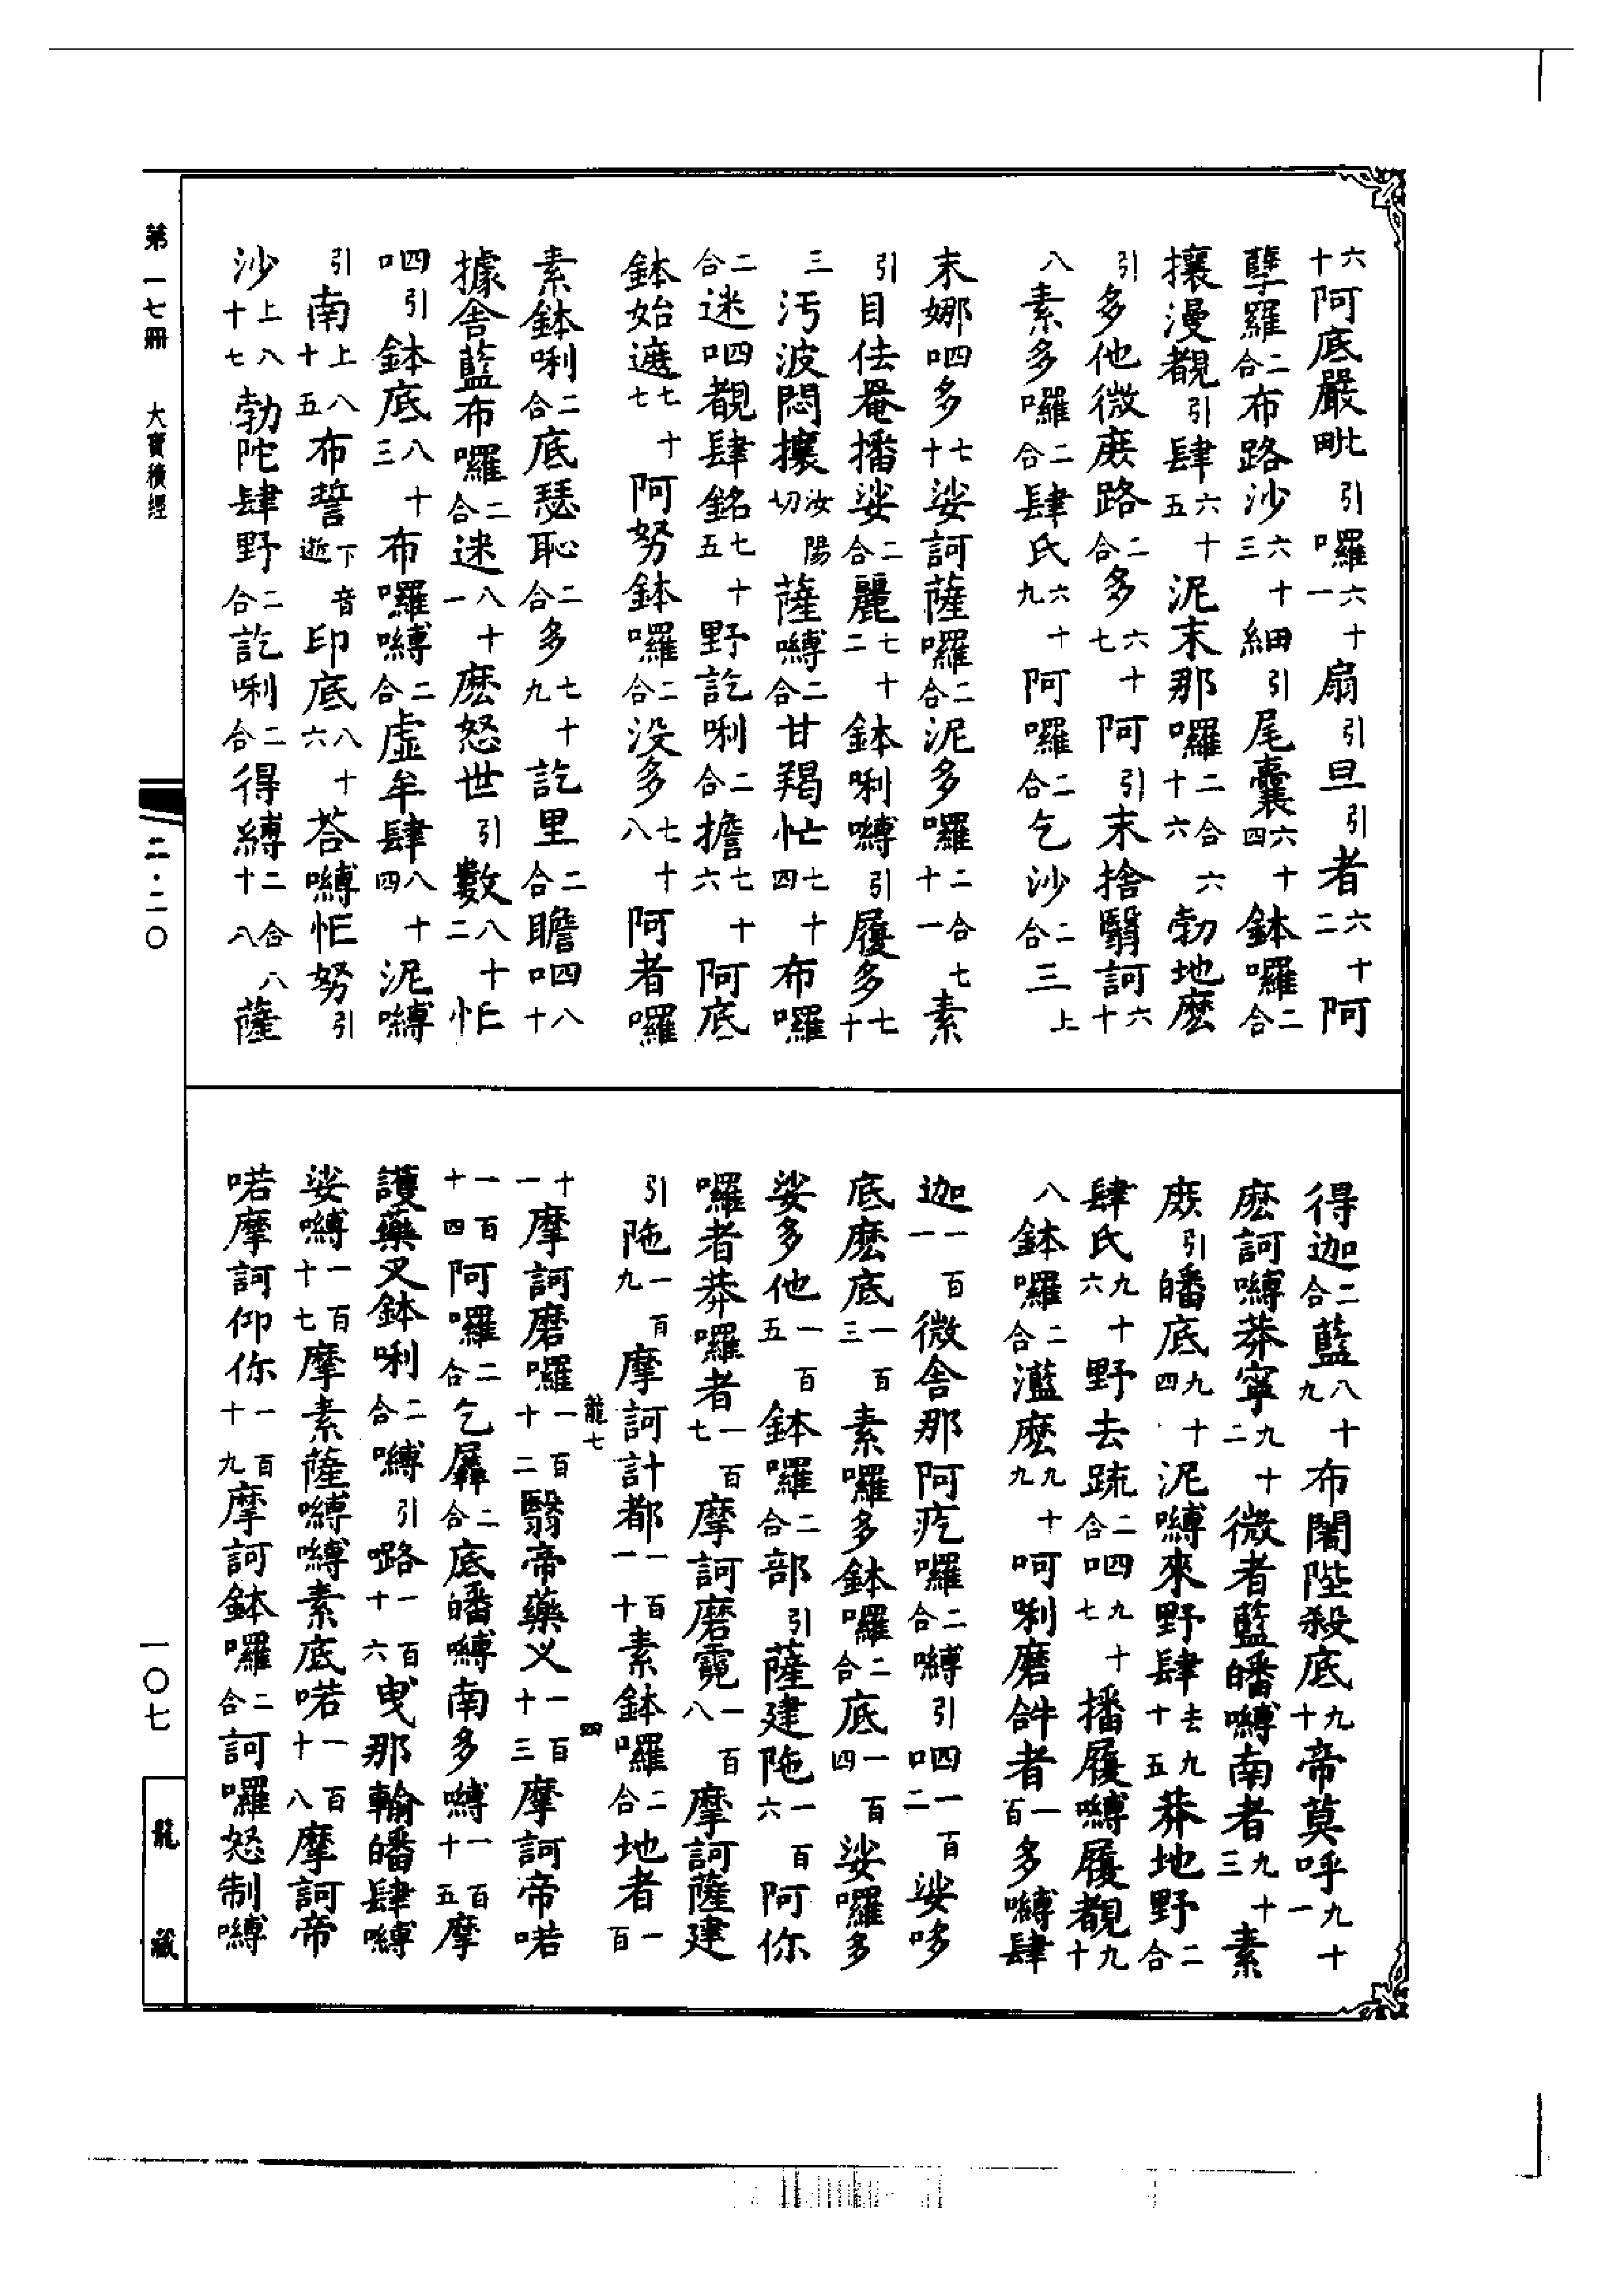 六十阿底嚴毗引囉六十一扇引旦引者六十二阿
孽羅二合布路沙六十三細引尾囊六十四鉢囉二合
攘漫覩引肆六十五泥末那囉二合六十六勃地麼
引多他微庪路二合多六十七阿引末捨翳訶六十
八素多囉二合肆氏六十九阿囉二合乞沙二合三上
末娜呬多七十娑訶薩囉二合泥多囉二合七十一素
引目佉菴播娑二合麗七十二鉢唎嚩引履多七十
三汚波悶攘汝陽切薩嚩二合甘羯忙七十四布囉
二合迷呬覩肆銘七十五野訖唎二合擔七十六阿底
鉢始遮七十七阿努鉢囉二合没多七十八阿者囉
素鉢唎二合底瑟恥二合多七十九訖里二合瞻呬八十
據舍藍布囉二合迷八十一麽怒世引數八十二怇
呬引鉢底八十三布囉嚩二合虛牟肆八十四泥嚩
引南上八十五布誓下音逝印底八十六荅嚩怇努引
沙上八十七勃陀肆野二合訖唎二合得縛二合八十八薩
得迦二合藍八十九布闍陛殺底九十帝莫呼九十一
麽訶嚩莽寧九十二微者藍皤嚩南者九十三素
庪引皤底九十四泥嚩來野肆去九十五莽地野二合
肆氏九十六野去疏二合呬九十七播履嚩履覩九十
八鉢囉二合濫麽九十九呵唎磨舒者一百多嚩肆
迦一百一微舍那阿疙囉二合嚩引呬一百二娑哆
底麽底一百三素囉多鉢囉二合底一百四娑囉多
娑多他一百五鉢囉二合部引薩建陁一百六阿你
囉者莽囉者一百七摩訶磨霓一百八摩訶薩建
引陁一百九摩訶計都一百一十素鉢囉二合地者一百
十一摩訶磨囉一百十二翳帝藥叉一百十三摩訶帝喏
一百十四阿囉二合乞羼二合底皤嚩南多嚩一百十五摩
護藥叉鉢唎二合嚩引路一百十六曵那輸皤肆嚩
娑嚩一百十七摩素薩嚩嚩素底喏一百十八摩訶帝
喏摩訶仰你一百十九摩訶鉢囉二合訶囉怒制嚩
第一七冊 大寶積經 二·二〇 一〇七 龍藏
龍七 四